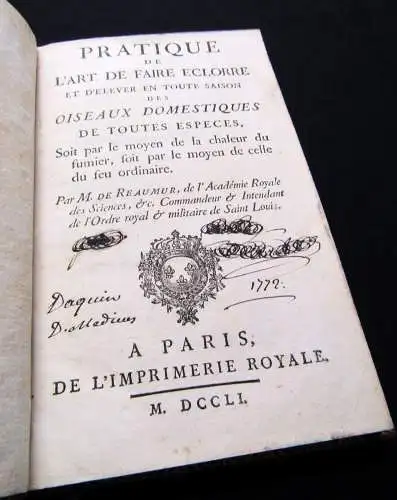 PRATIQUE
DE
L'ART DE FAIRE ECLORRE
ET D'ELEVER EN TOUTE SAISON
DES
OISEAUX DOMESTIQUES
DE TOUTES ESPECES,
Soit par le moyen de la chaleur du
fumier, soit par le moyen de celle
du feu ordinaire.
Par M. DE REAUMUR, de l'Académie Royale
des Sciences, &c. Commandeur & Intendant
de l'Ordre royal & militaire de Saint Louis.
Daquin
1772.
D. Medicus
A PARIS,
DE L'IMPRIMERIE ROYALE.
M. DCCLI.